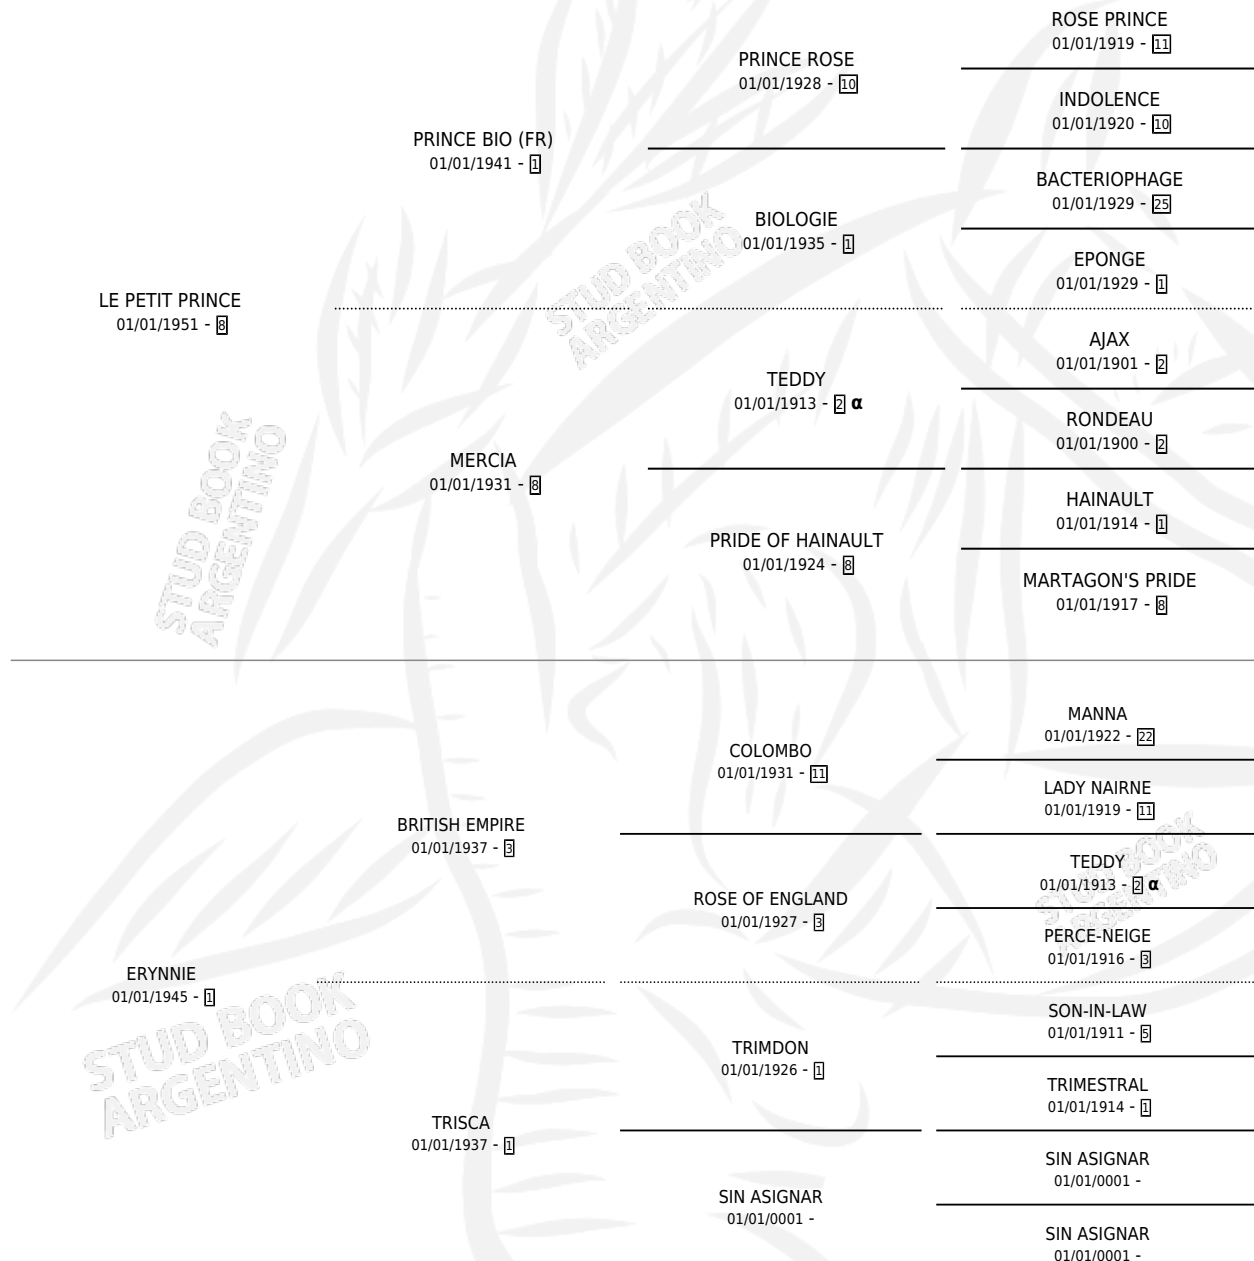 ROSE PRINCE
01/01/1919 - 11
PRINCE ROSE
01/01/1928 - 10
INDOLENCE
01/01/1920 - 10
PRINCE BIO (FR)
01/01/1941 - 1
BACTERIOPHAGE
01/01/1929 - 25
BIOLOGIE
01/01/1935 - 1
EPONGE
01/01/1929 - 1
LE PETIT PRINCE
01/01/1951 - 8
AJAX
01/01/1901 - 2
TEDDY
01/01/1913 - 2 α
RONDEAU
01/01/1900 - 2
MERCIA
01/01/1931 - 8
HAINAULT
01/01/1914 - 1
PRIDE OF HAINAULT
01/01/1924 - 8
MARTAGON'S PRIDE
01/01/1917 - 8
MANNA
01/01/1922 - 22
COLOMBO
01/01/1931 - 11
LADY NAIRNE
01/01/1919 - 11
BRITISH EMPIRE
01/01/1937 - 3
TEDDY
01/01/1913 - 2 α
ROSE OF ENGLAND
01/01/1927 - 3
PERCE-NEIGE
01/01/1916 - 3
ERYNNIE
01/01/1945 - 1
SON-IN-LAW
01/01/1911 - 5
TRIMDON
01/01/1926 - 1
TRIMESTRAL
01/01/1914 - 1
TRISCA
01/01/1937 - 1
SIN ASIGNAR
01/01/0001 -
SIN ASIGNAR
01/01/0001 -
SIN ASIGNAR
01/01/0001 -
STUD BOOK
ARGENTINO
STUD BOOK
ARGENTINO
STUD BOOK
ARGENTINO
STUD BOOK
ARGENTINO